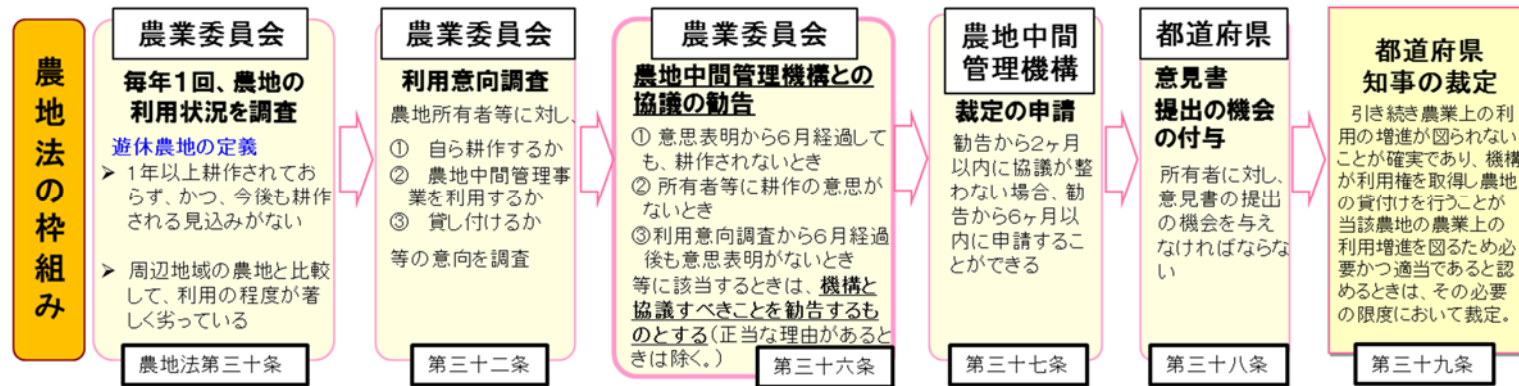 農地法の枠組み
農業委員会
毎年1回、農地の
利用状況を調査
遊休農地の定義
➤ 1年以上耕作されてお
らず、かつ、今後も耕作
される見込みがない
➤ 周辺地域の農地と比較
して、利用の程度が著
しく劣っている
農地法第三十条
農業委員会
利用意向調査
農地所有者等に対し、
① 自ら耕作するか
② 農地中間管理事
業を利用するか
③ 貸し付けるか
等の意向を調査
第三十二条
農業委員会
農地中間管理機構との
協議の勧告
① 意思表明から6月経過して
も、耕作されないとき
② 所有者等に耕作の意思が
ないとき
③利用意向調査から6月経過
後も意思表明がないとき
等に該当するときは、機構と
協議すべきことを勧告するも
のとする(正当な理由があると
きは除く。)
第三十六条
農地中間
管理機構
裁定の申請
勧告から2ヶ月
以内に協議が整
わない場合、勧
告から6ヶ月以
内に申請するこ
とができる
第三十七条
都道府県
意見書
提出の機会
の付与
所有者に対し、
意見書の提出
の機会を与え
なければならな
い
第三十八条
都道府県
知事の裁定
引き続き農業上の利
用の増進が図られない
ことが確実であり、機構
が利用権を取得し農地
の貸付けを行うことが
当該農地の農業上の
利用増進を図るため必
要かつ適当であると認
めるときは、その必要
の限度において裁定。
第三十九条